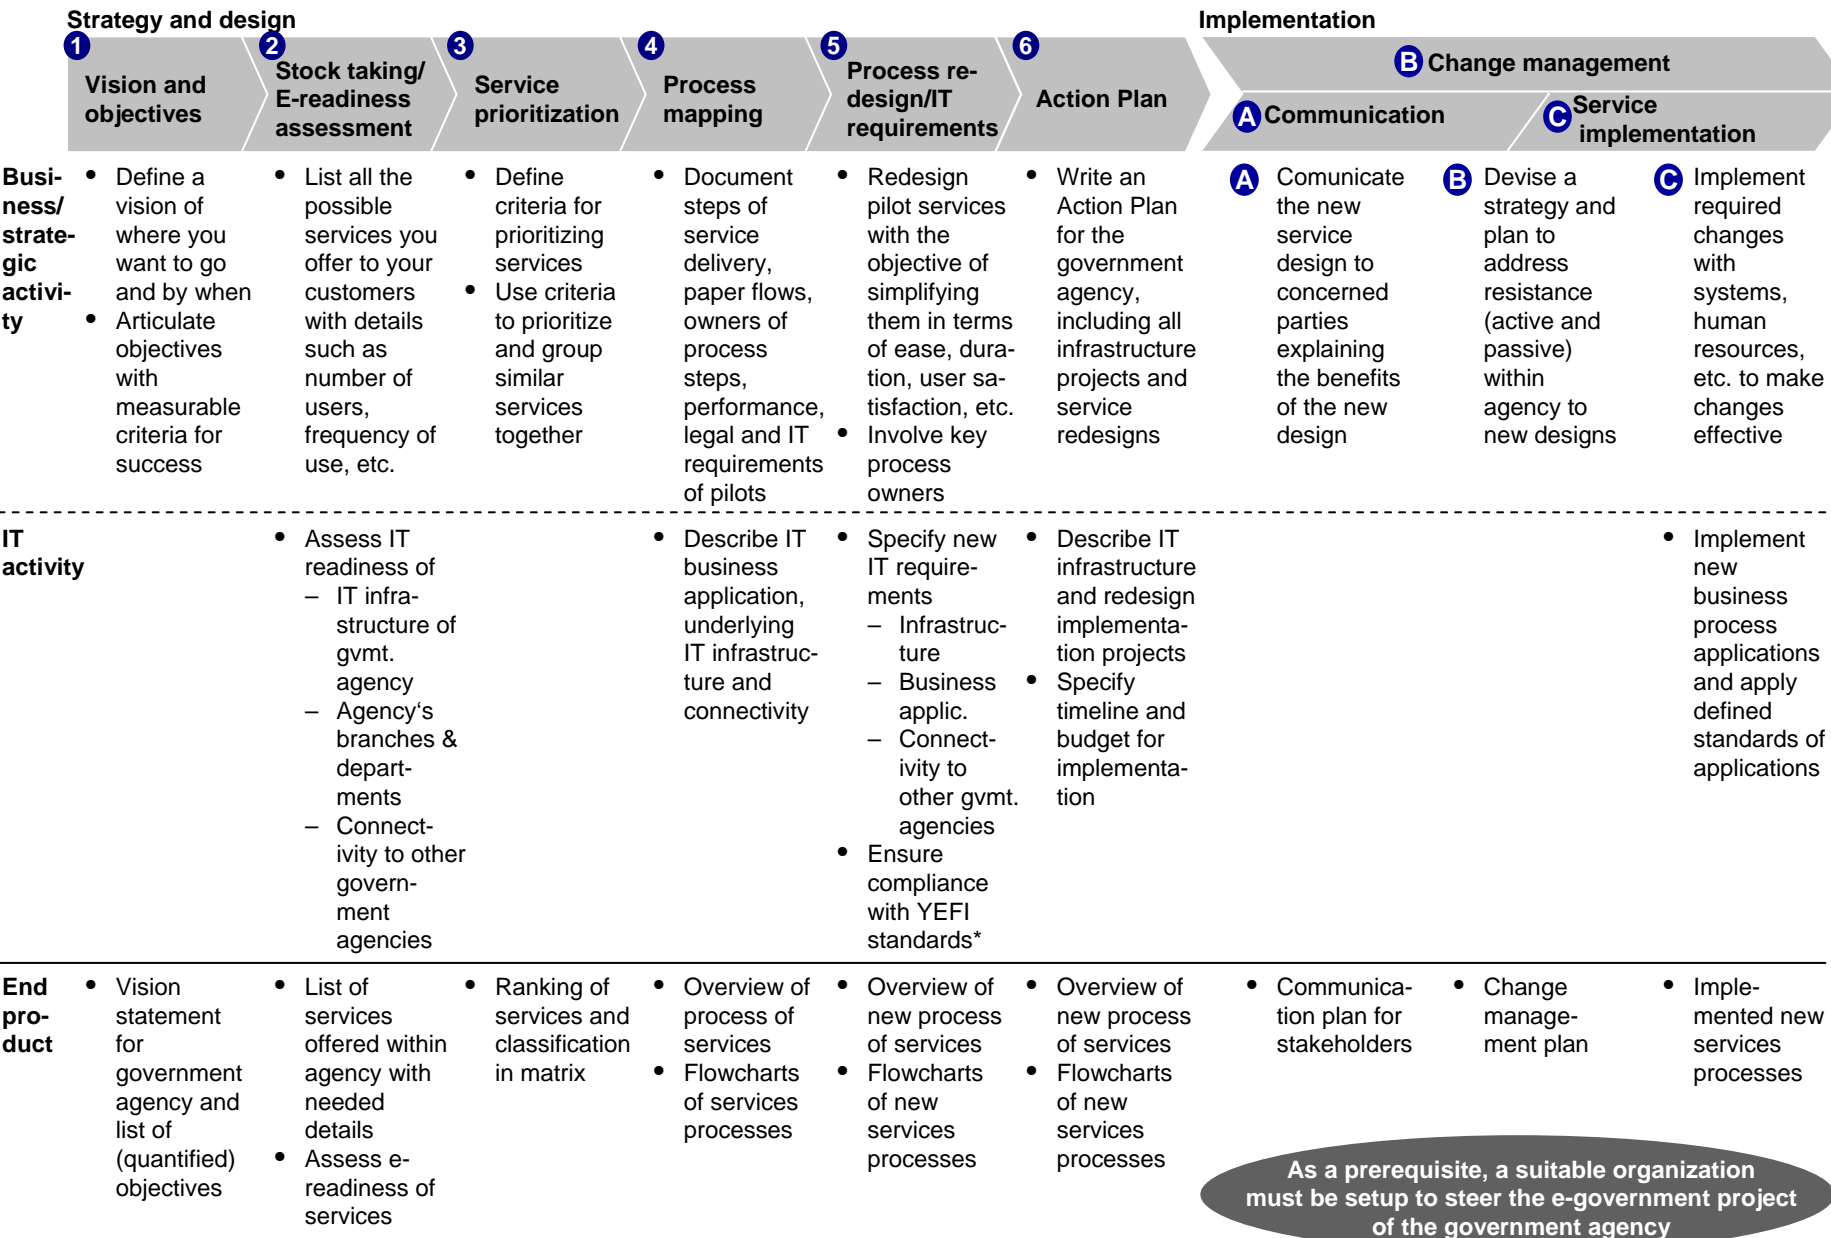 Strategy and design
Implementation
1
Vision and
objectives
2
Stock taking/
E-readiness
assessment
3
Service
prioritization
4
Process
mapping
5
Process re-
design/IT
requirements
6
Action Plan
B Change management
A Communication
C Service
implementation
Busi-
ness/
strate-
gic
activi-
ty
• Define a
vision of
where you
want to go
and by when
• Articulate
objectives
with
measurable
criteria for
success
• List all the
possible
services you
offer to your
customers
with details
such as
number of
users,
frequency of
use, etc.
• Define
criteria for
prioritizing
services
• Use criteria
to prioritize
and group
similar
services
together
• Document
steps of
service
delivery,
paper flows,
owners of
process
steps,
performance,
legal and IT
requirements
of pilots
• Redesign
pilot services
with the
objective of
simplifying
them in terms
of ease, dura-
tion, user sa-
tisfaction, etc.
• Involve key
process
owners
• Write an
Action Plan
for the
government
agency,
including all
infrastructure
projects and
service
redesigns
A Comunicate
the new
service
design to
concerned
parties
explaining
the benefits
of the new
design
B Devise a
strategy and
plan to
address
resistance
(active and
passive)
within
agency to
new designs
C Implement
required
changes
with
systems,
human
resources,
etc. to make
changes
effective
IT
activity
• Assess IT
readiness of
– IT infra-
structure of
gvmt.
agency
– Agency‘s
branches &
depart-
ments
– Connect-
ivity to other
govern-
ment
agencies
• Describe IT
business
application,
underlying
IT infrastruc-
ture and
connectivity
• Specify new
IT require-
ments
– Infrastruc-
ture
– Business
applic.
– Connect-
ivity to
other gvmt.
agencies
• Ensure
compliance
with YEFI
standards*
• Describe IT
infrastructure
and redesign
implementa-
tion projects
• Specify
timeline and
budget for
implementa-
tion
• Implement
new
business
process
applications
and apply
defined
standards of
applications
End
pro-
duct
• Vision
statement
for
government
agency and
list of
(quantified)
objectives
• List of
services
offered within
agency with
needed
details
• Assess e-
readiness of
services
• Ranking of
services and
classification
in matrix
• Overview of
process of
services
• Flowcharts
of services
processes
• Overview of
new process
of services
• Flowcharts
of new
services
processes
• Overview of
new process
of services
• Flowcharts
of new
services
processes
• Communica-
tion plan for
stakeholders
• Change
manage-
ment plan
• Imple-
mented new
services
processes
As a prerequisite, a suitable organization
must be setup to steer the e-government project
of the government agency